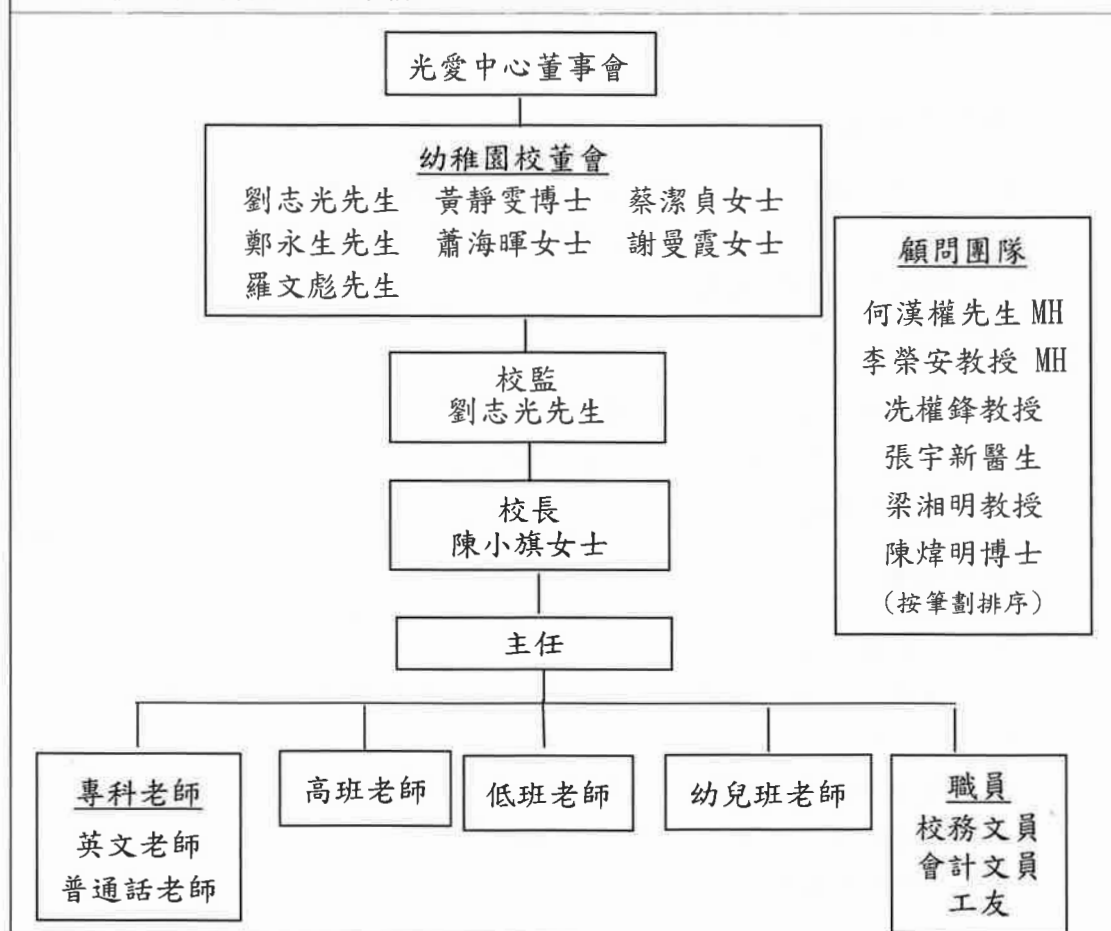 光愛中心董事會
幼稚園校董會
劉志光先生 黃靜雯博士 蔡潔貞女士
鄭永生先生 蕭海暉女士 謝曼霞女士
羅文彪先生
顧問團隊
何漢權先生 MH
李榮安教授 MH
冼權鋒教授
張宇新醫生
梁湘明教授
陳煒明博士
(按筆劃排序)
校監
劉志光先生
校長
陳小旗女士
主任
專科老師
英文老師
普通話老師
高班老師
低班老師
幼兒班老師
職員
校務文員
會計文員
工友